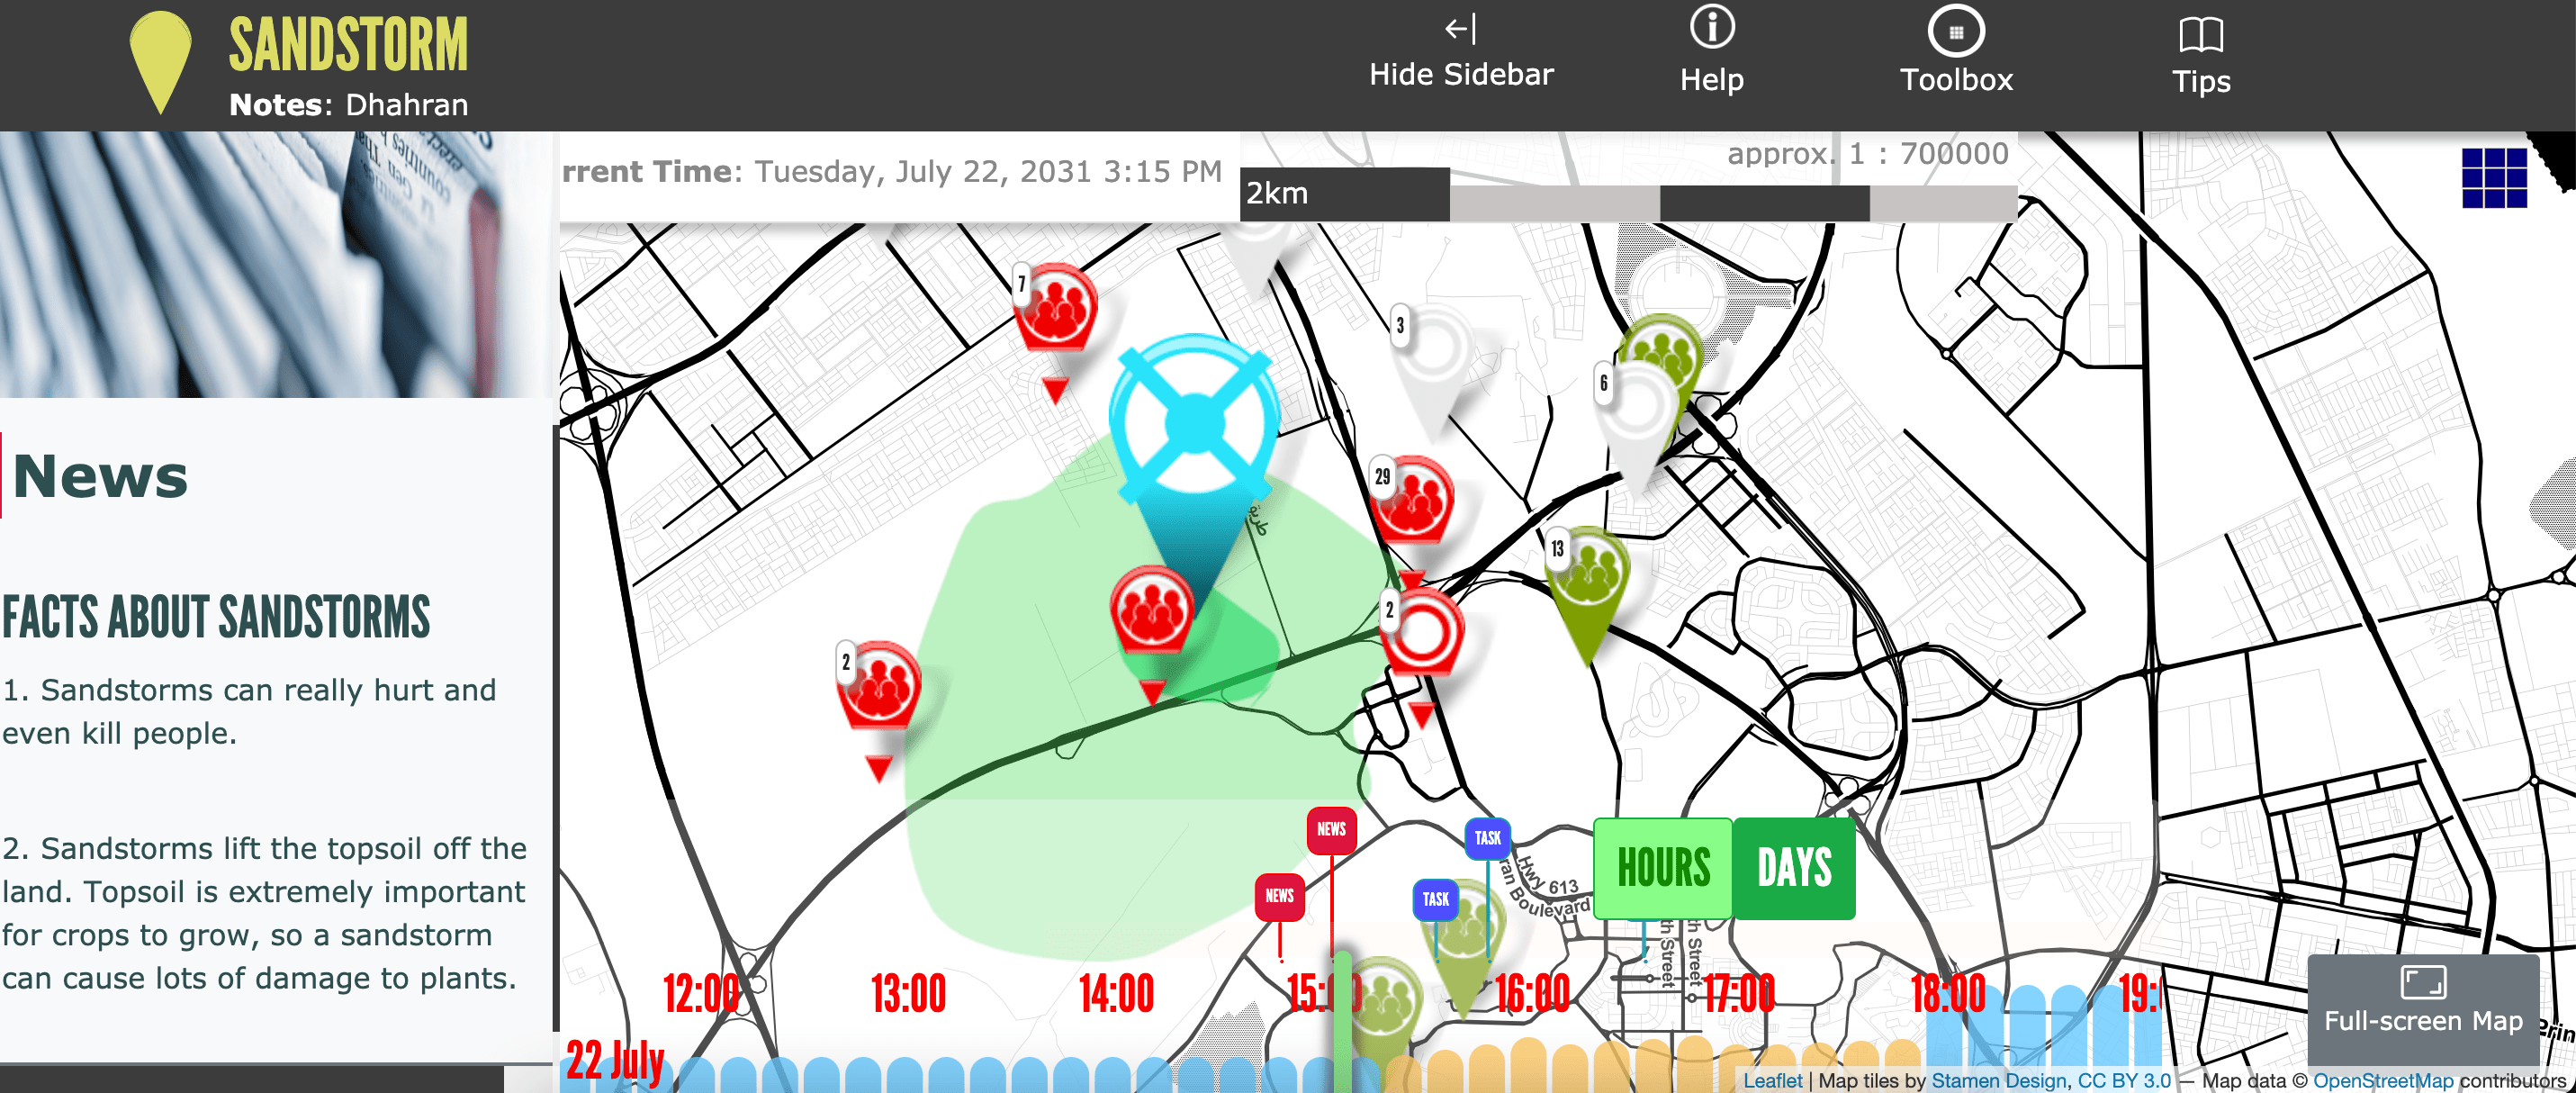 SANDSTORM
Notes: Dhahran
Hide Sidebar
Help
Toolbox
Tips
rrent Time: Tuesday, July 22, 2031 3:15 PM
2km
approx. 1 : 700000
7
3
6
29
13
2
2
طريق
News
FACTS ABOUT SANDSTORMS
1. Sandstorms can really hurt and
even kill people.
2. Sandstorms lift the topsoil off the
land. Topsoil is extremely important
for crops to grow, so a sandstorm
can cause lots of damage to plants.
NEWS
TASK
NEWS
TASK
HOURS
DAYS
Hwy 613
ran Boulevard
th Street
th Street
12:00
13:00
14:00
16:00
17:00
18:00
22 July
Full-screen Map
Prin
Leaflet | Map tiles by Stamen Design, CC BY 3.0 — Map data © OpenStreetMap contributors